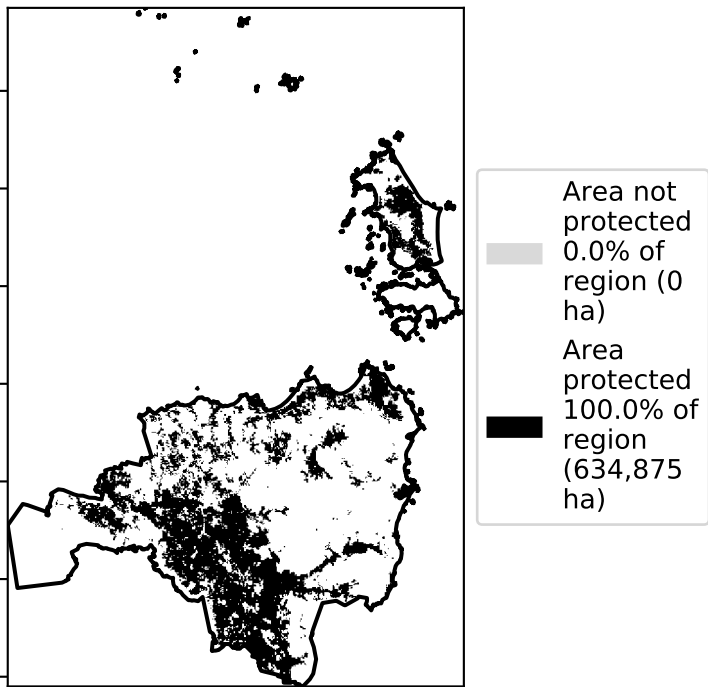 Area not
protected
0.0% of
region (0
ha)
Area
protected
100.0% of
region
(634,875
ha)